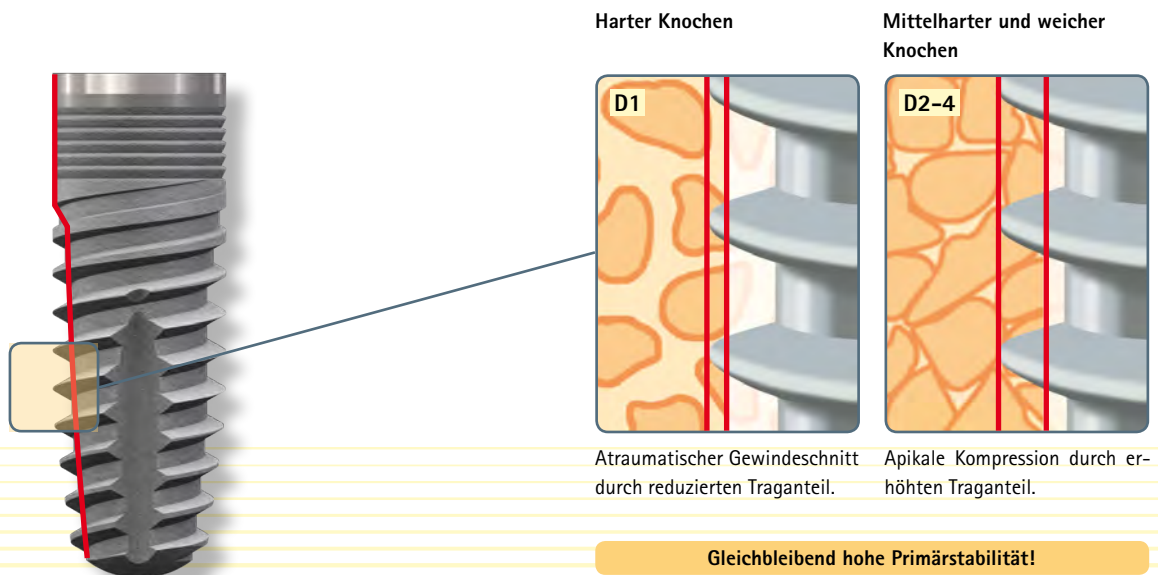 Harter Knochen
Mittelharter und weicher
Knochen
D1
D2-4
Atraumatischer Gewindeschnitt
durch reduzierten Traganteil.
Apikale Kompression durch er-
höhten Traganteil.
Gleichbleibend hohe Primärstabilität!